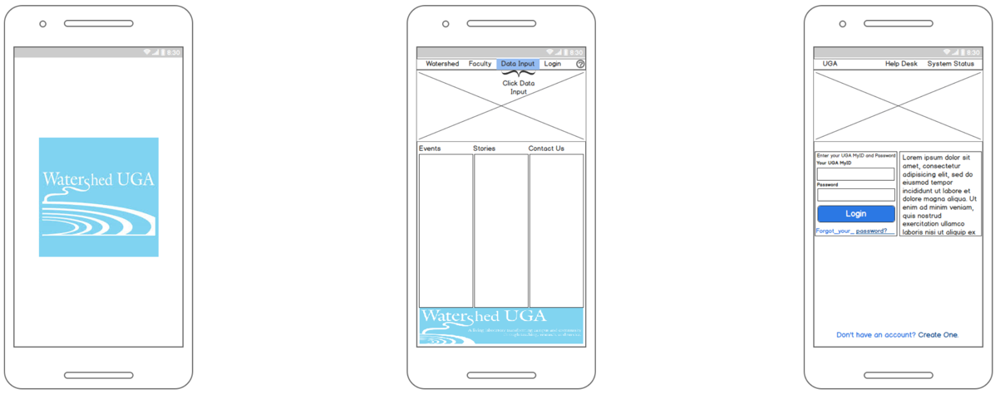 8:30
Watershed UGA
8:30
Watershed Faculty Data Input Login ?
Click Data
Input
Events Stories Contact Us
Watershed UGA
8:30
UGA Help Desk System Status
Enter your UGA MyID and Password
Your UGA MyID
Password
Login
Forgot_your_ password?
Lorem ipsum dolor sit
amet, consectetur
adipisicing elit, sed do
eiusmod tempor
incididunt ut labore et
dolore magna aliqua. Ut
enim ad minim veniam,
quis nostrud
exercitation ullamco
laboris nisi ut aliquip ex
Don't have an account? Create One.